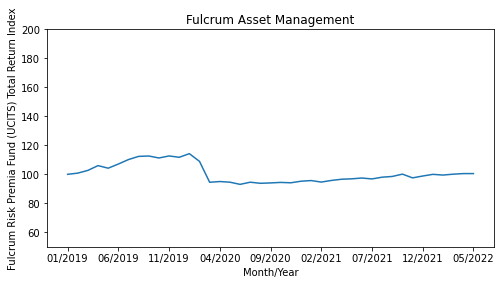 Fulcrum Asset Management
Fulcrum Risk Premia Fund (UCITS) Total Return Index
200
180
160
140
120
100
80
60
01/2019 06/2019 11/2019 04/2020 09/2020 02/2021 07/2021 12/2021 05/2022
Month/Year